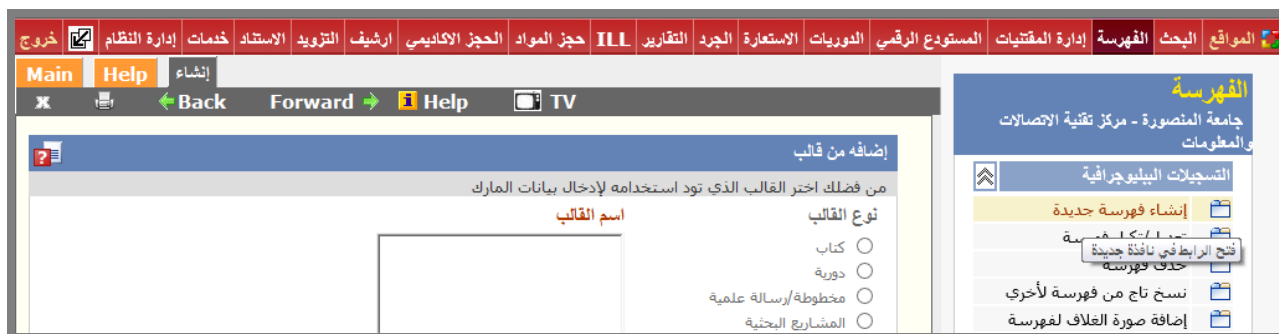 المواقع البحث الفهرسة إدارة المقتنيات المستودع الرقمي الدوريات الاستعارة الجرد التقارير ILL حجز المواد الحجز الاكاديمي ارشيف التزويد الاستناد خدمات إدارة النظام خروج
Main Help إنشاء
x Back Forward Help TV
الفهرسة
جامعة المنصورة - مركز تقنية الاتصالات
والمعلومات
التسجيلات الببليوجرافية
إنشاء فهرسة جديدة
فتح الرابط في نافذة جديدة
حذف فهرسة
نسخ تاج من فهرسة لأخري
إضافة صورة الغلاف لفهرسة
إضافه من قالب
من فضلك اختر القالب الذي تود استخدامه لإدخال بيانات المارك
نوع القالب اسم القالب
كتاب
دورية
مخطوطة/رسالة علمية
المشاريع البحثية